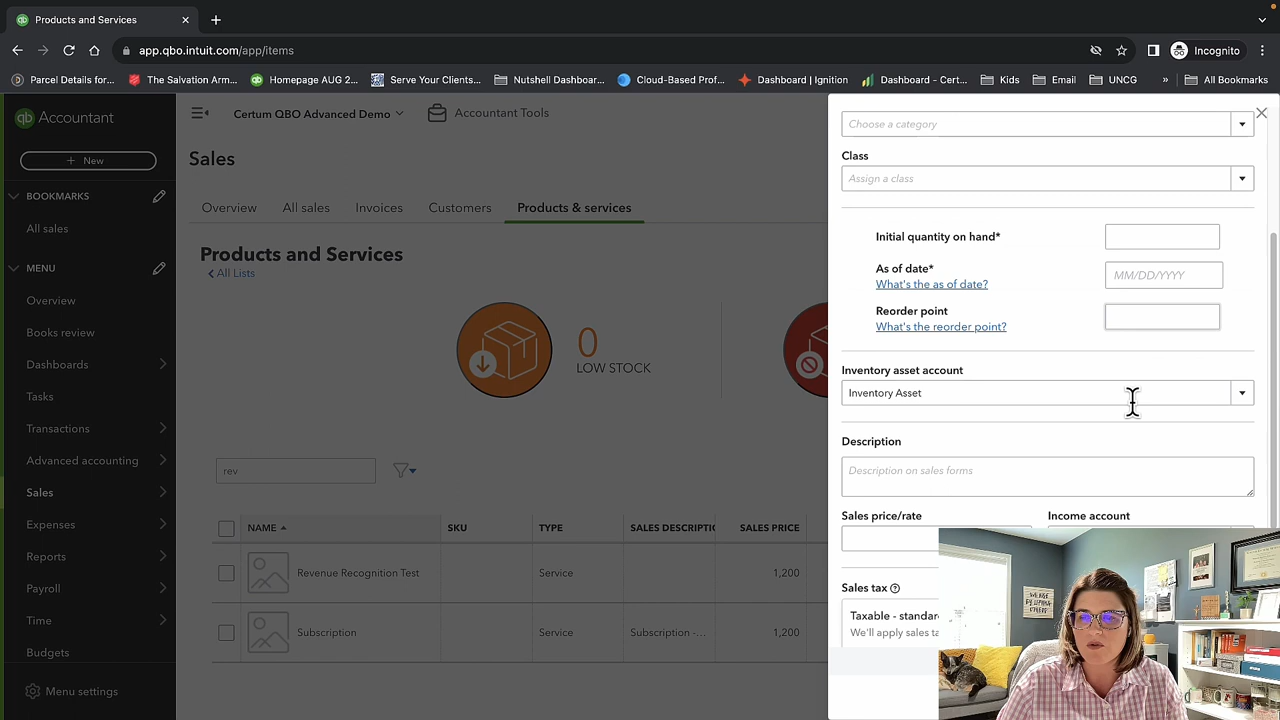 Products and Services
app.qbo.intuit.com/app/items
Incognito
Parcel Details for...
The Salvation Arm...
Homepage AUG 2...
Serve Your Clients...
Nutshell Dashboar...
Cloud-Based Prof...
Dashboard | Ignition
Dashboard - Cert...
Kids
Email
UNCG
»
All Bookmarks
qb Accountant
Certum QBO Advanced Demo
Accountant Tools
+ New
BOOKMARKS
All sales
MENU
Overview
Books review
Dashboards
Tasks
Transactions
Advanced accounting
Sales
Expenses
Reports
Payroll
Time
Budgets
Menu settings
Sales
Overview
All sales
Invoices
Customers
Products & services
Products and Services
All Lists
0
LOW STOCK
rev
NAME
SKU
TYPE
SALES DESCRIPTIO
SALES PRICE
Revenue Recognition Test
Service
1,200
Subscription
Service
Subscription -...
1,200
Choose a category
Class
Assign a class
Initial quantity on hand*
As of date*
MM/DD/YYYY
What's the as of date?
Reorder point
What's the reorder point?
Inventory asset account
Inventory Asset
Description
Description on sales forms
Sales price/rate
Income account
Sales tax
Taxable - standar
We'll apply sales ta